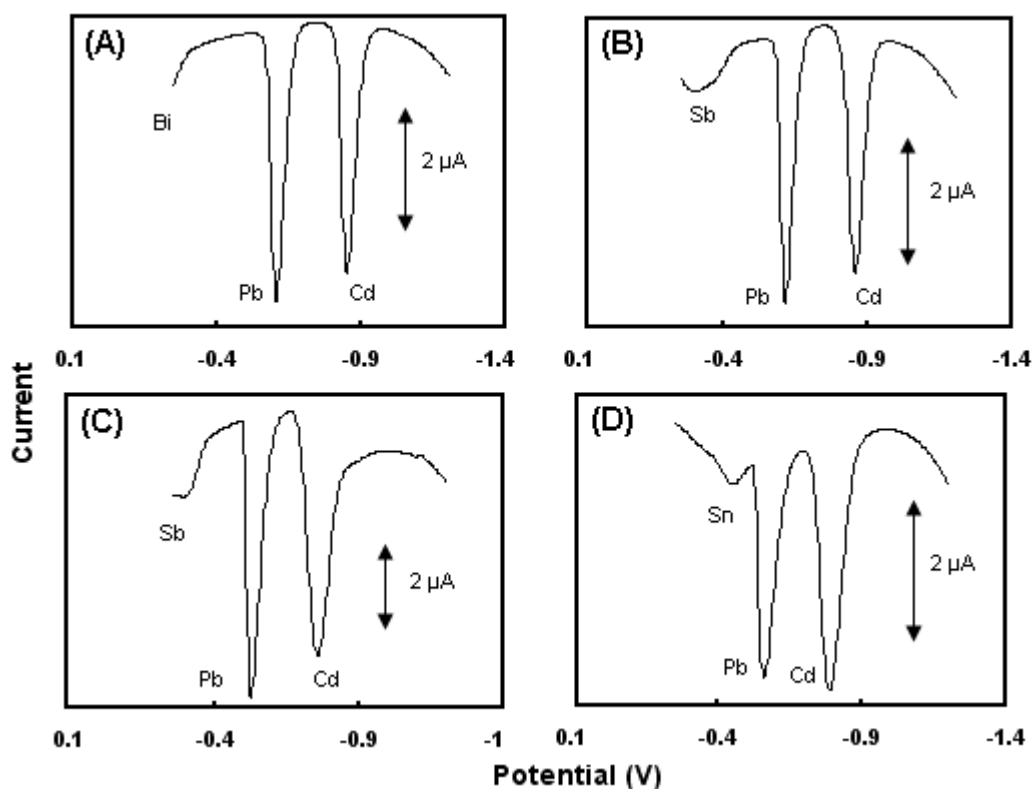 (A)
Bi
2 µA
Pb
Cd
0.1 -0.4 -0.9 -1.4
(B)
Sb
2 µA
Pb
Cd
0.1 -0.4 -0.9 -1.4
Current
(C)
Sb
2 µA
Pb
Cd
0.1 -0.4 -0.9 -1
(D)
Sn
2 µA
Pb
Cd
0.1 -0.4 -0.9 -1.4
Potential (V)